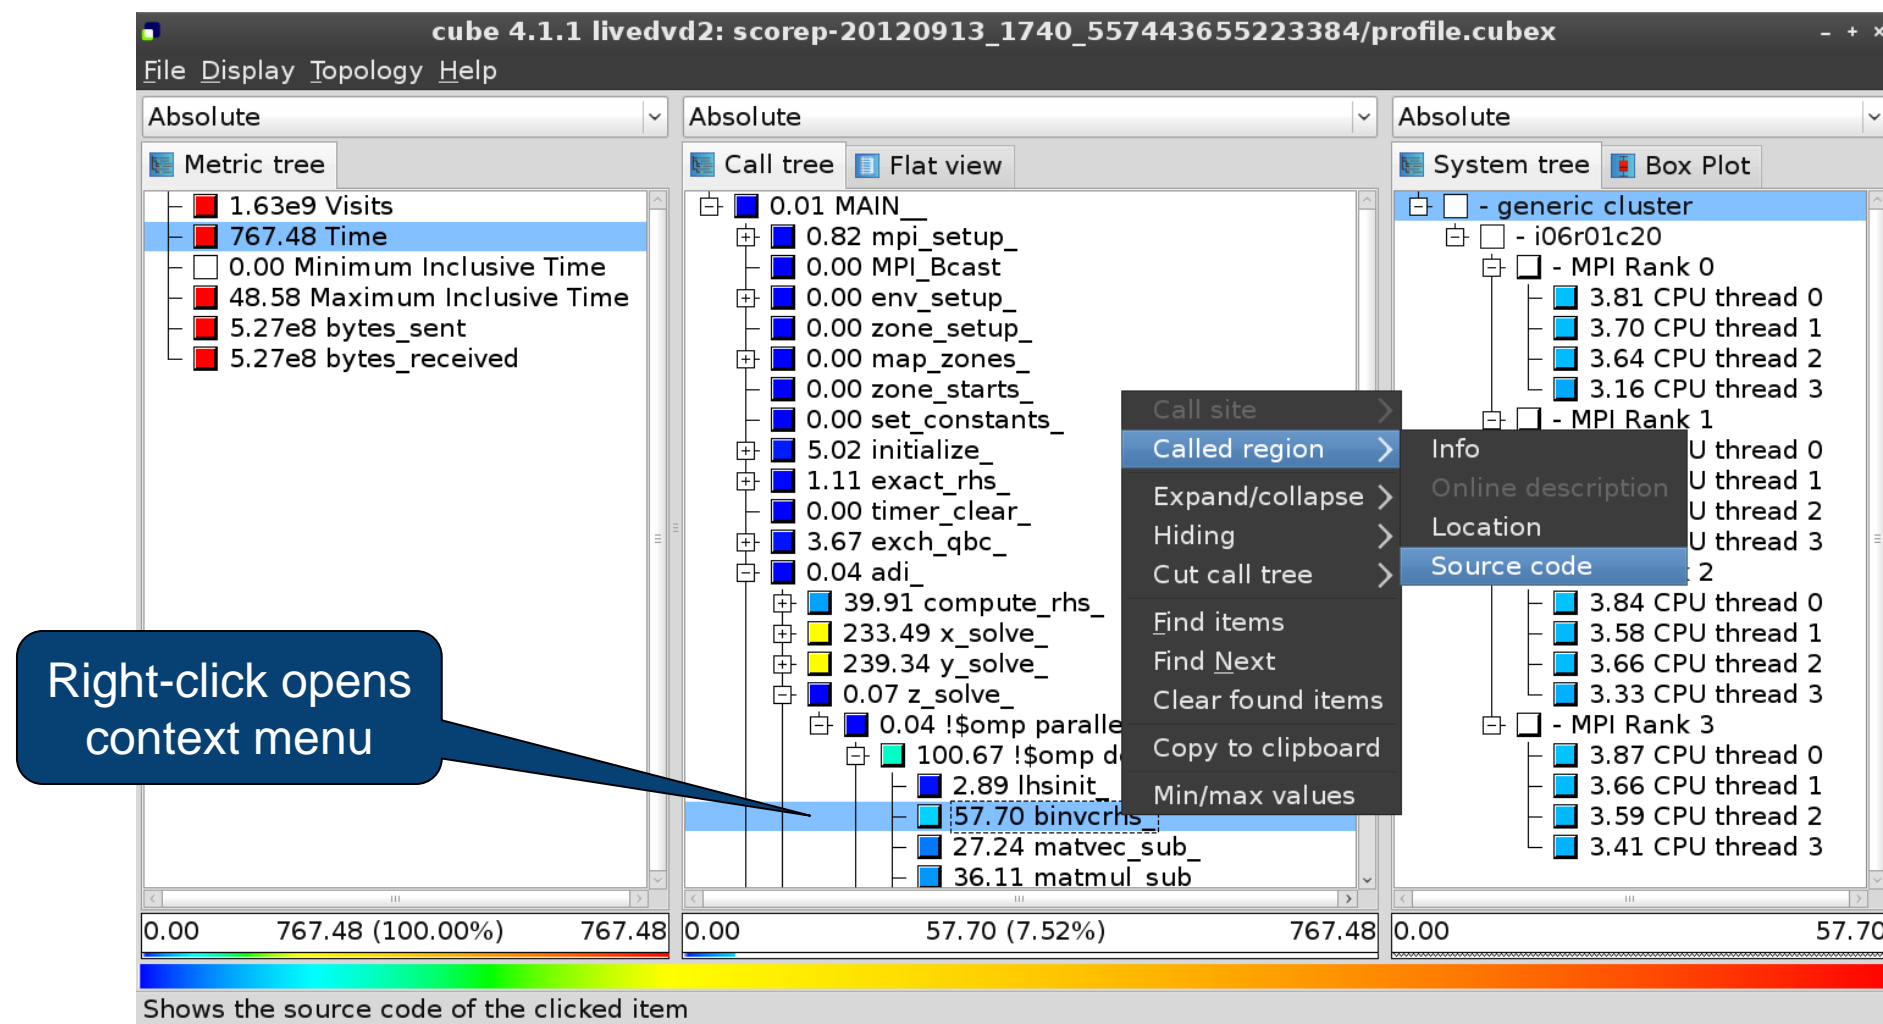 cube 4.1.1 livedvd2: scorep-20120913_1740_557443655223384/profile.cubex
File Display Topology Help
Absolute
Metric tree
1.63e9 Visits
767.48 Time
0.00 Minimum Inclusive Time
48.58 Maximum Inclusive Time
5.27e8 bytes_sent
5.27e8 bytes_received
0.00 767.48 (100.00%) 767.48
Absolute
Call tree Flat view
0.01 MAIN__
0.82 mpi_setup_
0.00 MPI_Bcast
0.00 env_setup_
0.00 zone_setup_
0.00 map_zones_
0.00 zone_starts_
0.00 set_constants_
5.02 initialize_
1.11 exact_rhs_
0.00 timer_clear_
3.67 exch_qbc_
0.04 adi_
39.91 compute_rhs_
233.49 x_solve_
239.34 y_solve_
0.07 z_solve_
0.04 !$omp paralle
100.67 !$omp d
2.89 lhsinit_
57.70 binvcrhs_
27.24 matvec_sub_
36.11 matmul_sub
0.00 57.70 (7.52%) 767.48
Call site
Called region
Expand/collapse
Hiding
Cut call tree
Find items
Find Next
Clear found items
Copy to clipboard
Min/max values
Info
Online description
Location
Source code
Absolute
System tree Box Plot
- generic cluster
- i06r01c20
- MPI Rank 0
3.81 CPU thread 0
3.70 CPU thread 1
3.64 CPU thread 2
3.16 CPU thread 3
- MPI Rank 1
U thread 0
U thread 1
U thread 2
U thread 3
2
3.84 CPU thread 0
3.58 CPU thread 1
3.66 CPU thread 2
3.33 CPU thread 3
- MPI Rank 3
3.87 CPU thread 0
3.66 CPU thread 1
3.59 CPU thread 2
3.41 CPU thread 3
0.00 57.70
Right-click opens
context menu
Shows the source code of the clicked item